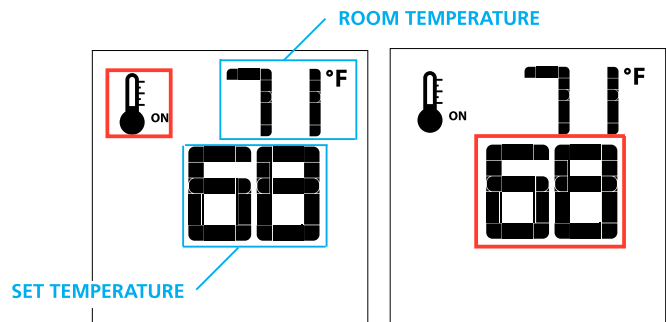 ROOM TEMPERATURE
71°F
ON
68
SET TEMPERATURE
71°F
ON
68